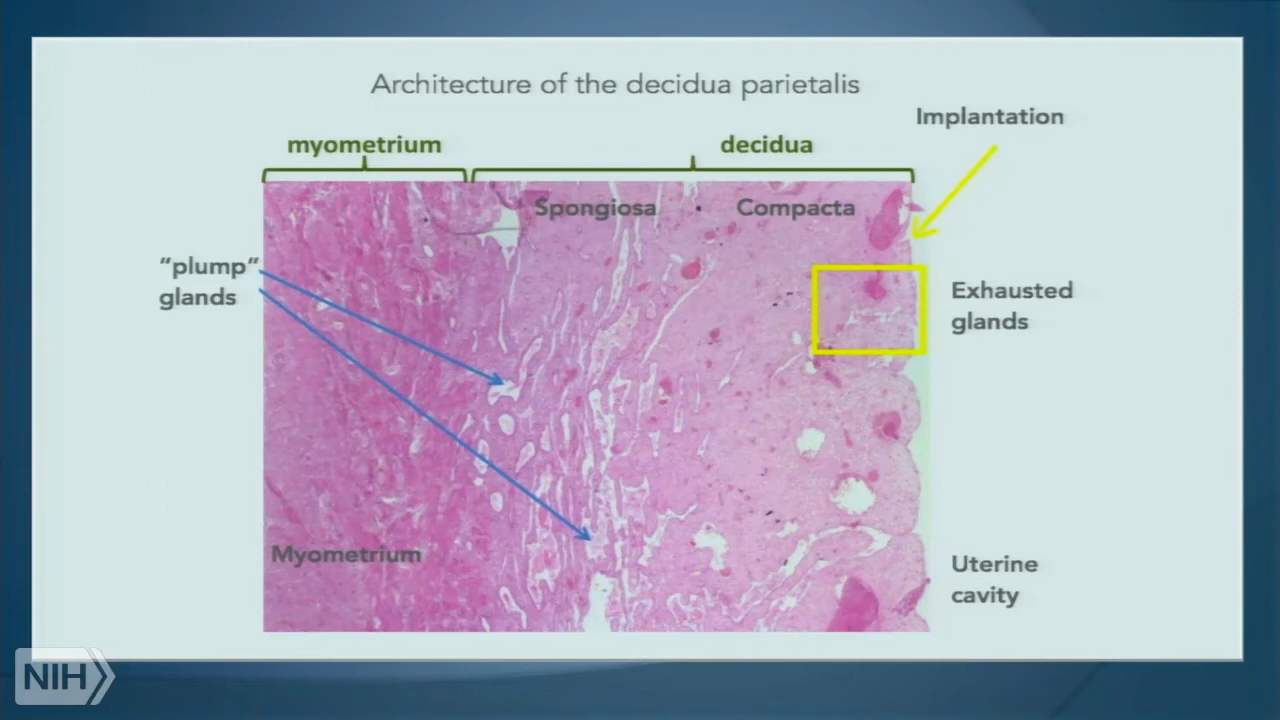 Architecture of the decidua parietalis
Implantation
myometrium
decidua
Spongiosa
Compacta
“plump”
glands
Exhausted
glands
Myometrium
Uterine
cavity
NIH